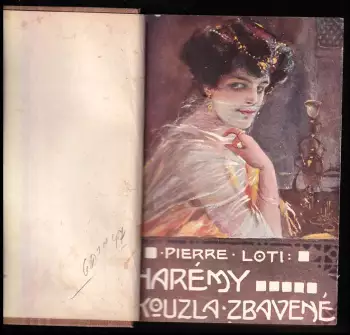 · PIERRE · LOTI:
HARÉMY
KOUZLA · ZBAVENÉ